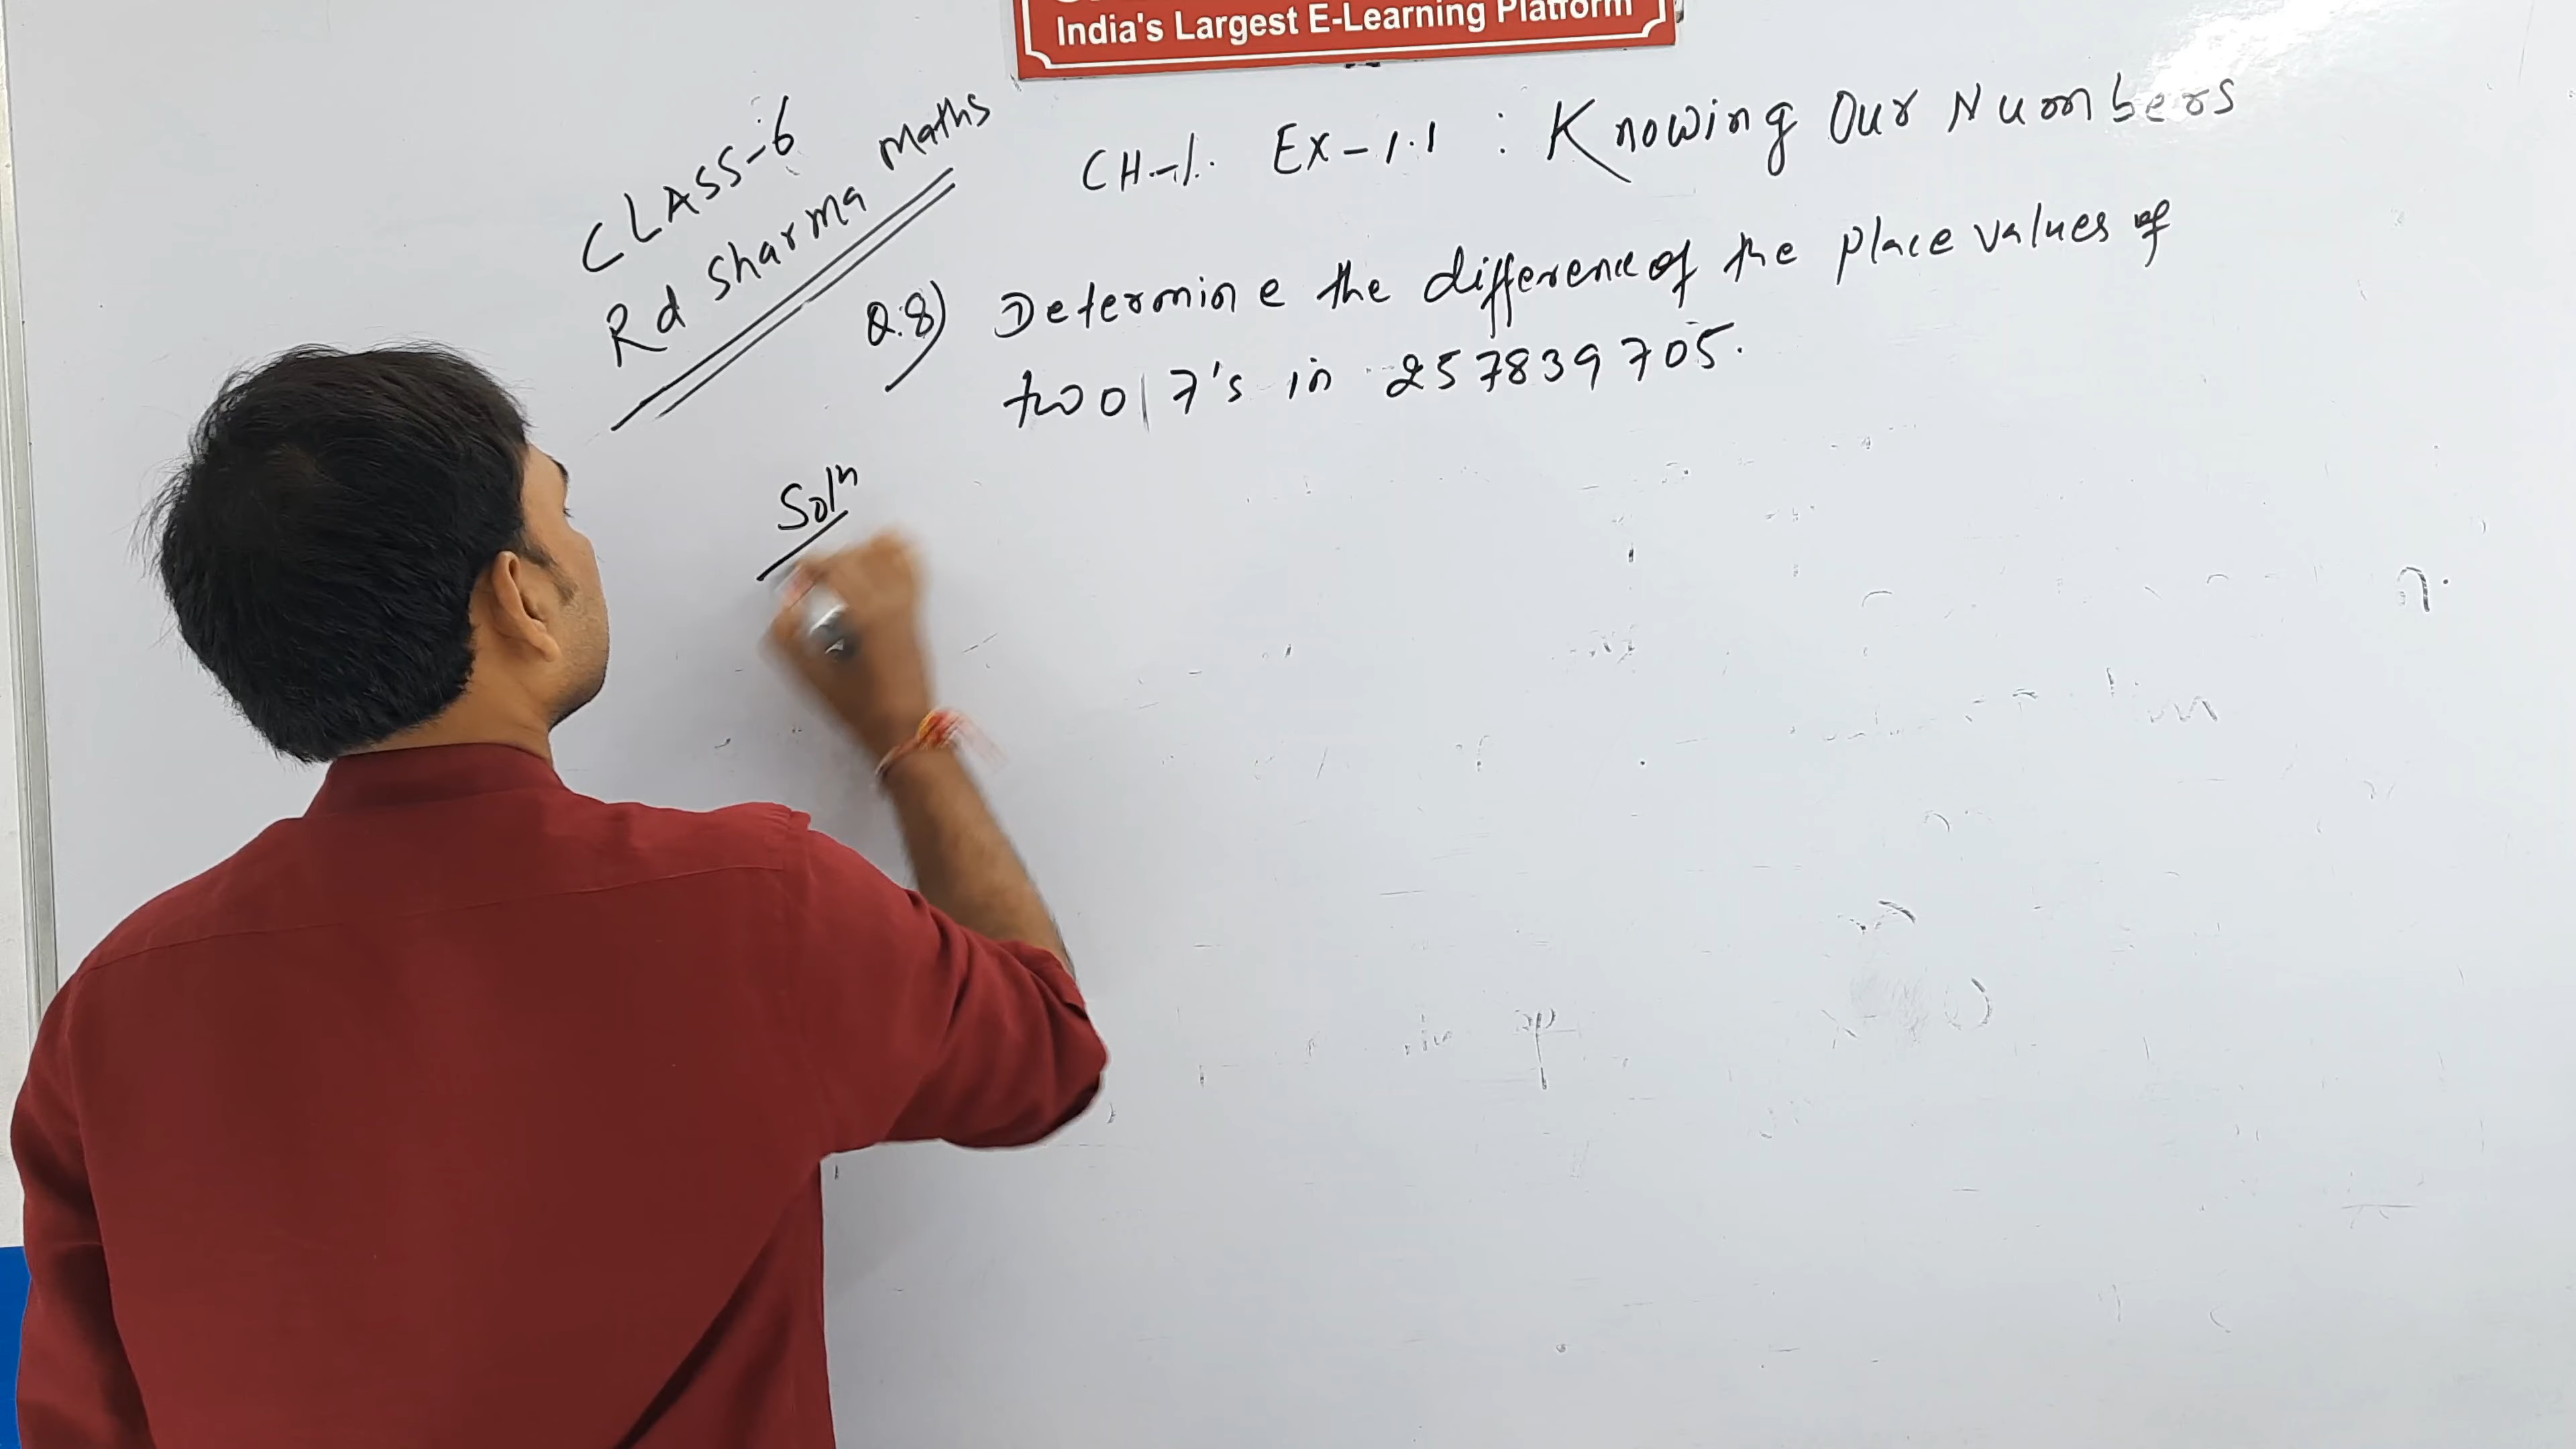 India's Largest E-Learning Platform
CLASS-6
Rd Sharma Maths
CH-1. Ex-1.1 : Knowing Our Numbers
Q.8) Determine the difference of the place values of
two 7's in 257839705.
Solⁿ